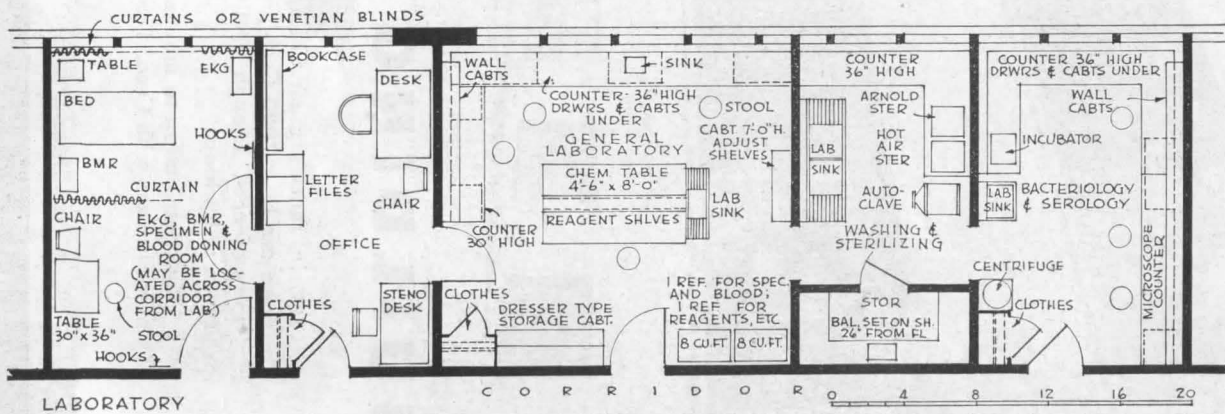 CURTAINS OR VENETIAN BLINDS
TABLE
EKG
BED
HOOKS
BMR
CURTAIN
CHAIR
EKG, BMR,
SPECIMEN &
BLOOD DONING
ROOM
(MAY BE LOC-
ATED ACROSS
CORRIDOR
FROM LAB.)
TABLE
30" x 36"
STOOL
HOOKS
BOOKCASE
DESK
LETTER
FILES
CHAIR
OFFICE
CLOTHES
STENO
DESK
WALL
CABTS
SINK
COUNTER - 36" HIGH
DRWRS & CABTS
UNDER
STOOL
GENERAL
LABORATORY
CABT. 7'-0" H.
ADJUST
SHELVES
CHEM. TABLE
4'-6" x 8'-0"
REAGENT SHLVES
LAB
SINK
COUNTER
30" HIGH
CLOTHES
DRESSER TYPE
STORAGE CABT.
1 REF. FOR SPEC.
AND BLOOD;
1 REF. FOR
REAGENTS, ETC
8 CU.FT.
8 CU.FT.
COUNTER
36" HIGH
ARNOLD
STER
HOT
AIR
STER
LAB
SINK
AUTO-
CLAVE
WASHING &
STERILIZING
STOR
BAL. SET ON SH.
26" FROM FL
COUNTER 36" HIGH
DRWRS & CABTS UNDER
WALL
CABTS
INCUBATOR
LAB
SINK
BACTERIOLOGY
& SEROLOGY
CENTRIFUGE
CLOTHES
MICROSCOPE
COUNTER
CORRIDOR
0 4 8 12 16 20
LABORATORY